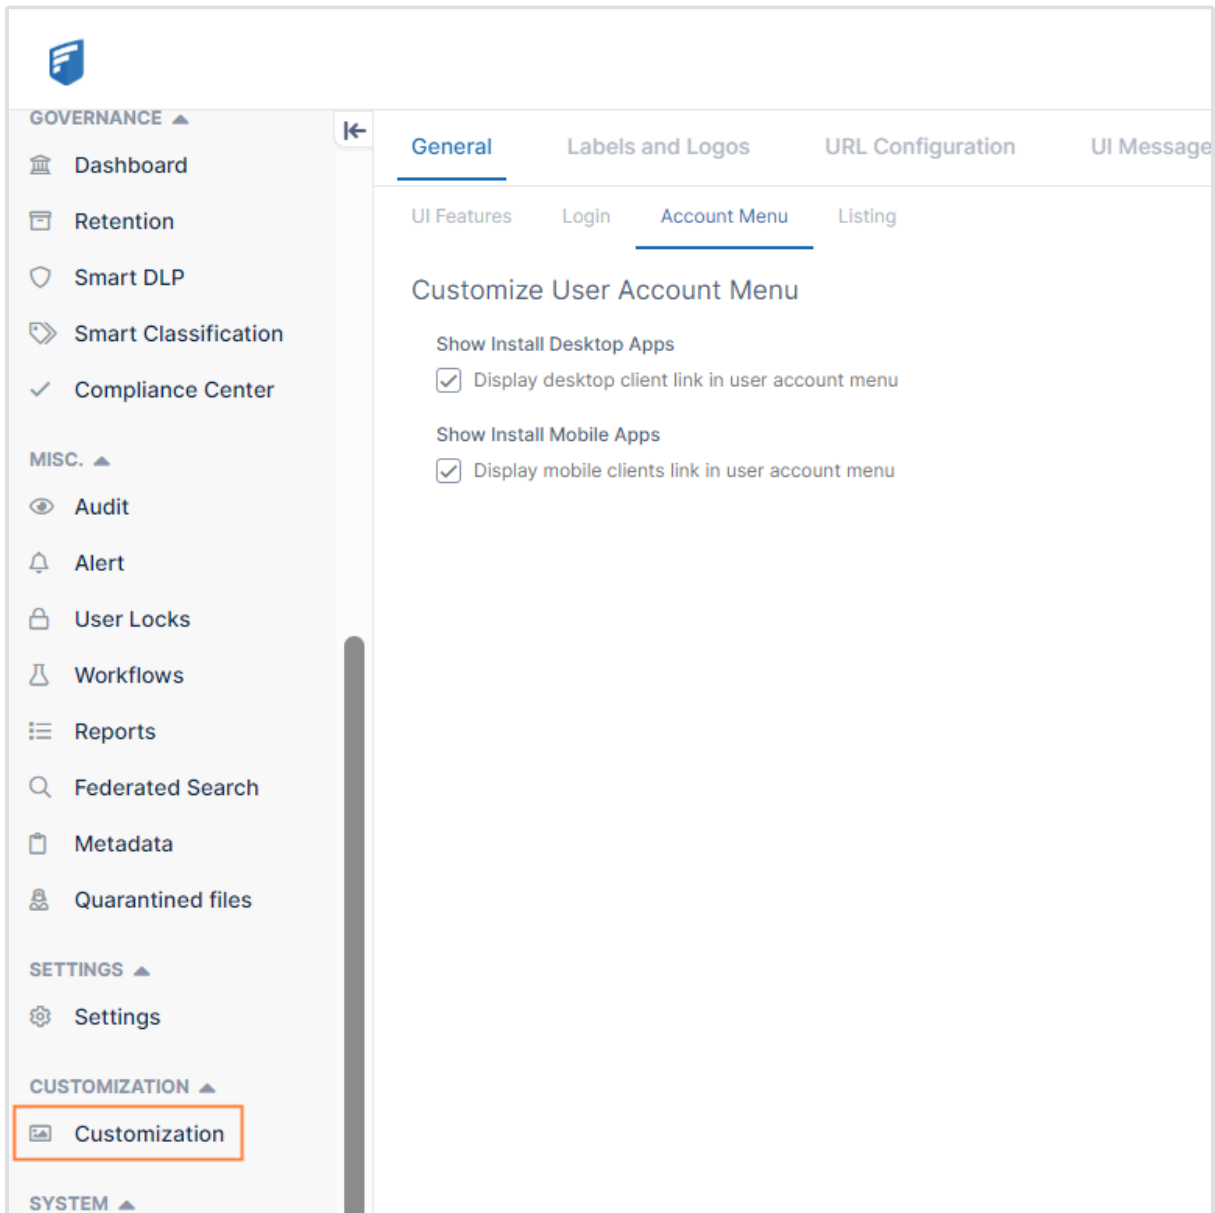 GOVERNANCE
Dashboard
Retention
Smart DLP
Smart Classification
Compliance Center
MISC.
Audit
Alert
User Locks
Workflows
Reports
Federated Search
Metadata
Quarantined files
SETTINGS
Settings
CUSTOMIZATION
Customization
SYSTEM
General Labels and Logos URL Configuration UI Message
UI Features Login Account Menu Listing
Customize User Account Menu
Show Install Desktop Apps
Display desktop client link in user account menu
Show Install Mobile Apps
Display mobile clients link in user account menu